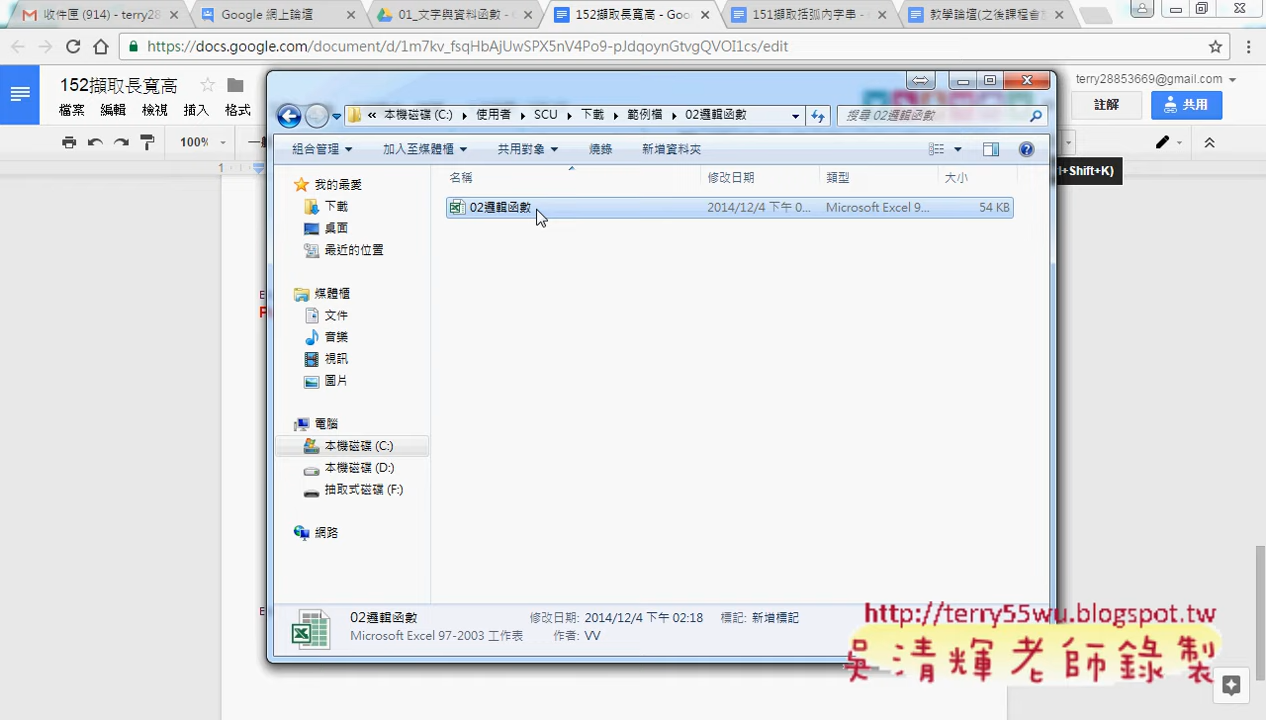 收件匣 (914) - terry2
Google 網上論壇
01_文字與資料函數 - G
152擷取長寬高 - Goo
151擷取括弧內字串 -
教學論壇(之後課程會
https://docs.google.com/document/d/1m7kv_fsqHbAjUwSPX5nV4Po9-pJdqoynGtvgQVOI1cs/edit
152擷取長寬高
terry28853669@gmail.com
檔案 編輯 檢視 插入 格式
註解
共用
100%
一般
I+Shift+K)
1
« 本機磁碟 (C:) 使用者 SCU 下載 範例檔 02邏輯函數
搜尋 02邏輯函數
組合管理 加入至媒體櫃 共用對象 燒錄 新增資料夾
名稱 修改日期 類型 大小
02邏輯函數 2014/12/4 下午 0... Microsoft Excel 9... 54 KB
我的最愛
下載
桌面
最近的位置
媒體櫃
文件
音樂
視訊
圖片
電腦
本機磁碟 (C:)
本機磁碟 (D:)
抽取式磁碟 (F:)
網路
02邏輯函數
修改日期: 2014/12/4 下午 02:18
標記: 新增標記
Microsoft Excel 97-2003 工作表
作者: VV
http://terry55wu.blogspot.tw
吳清輝老師錄製